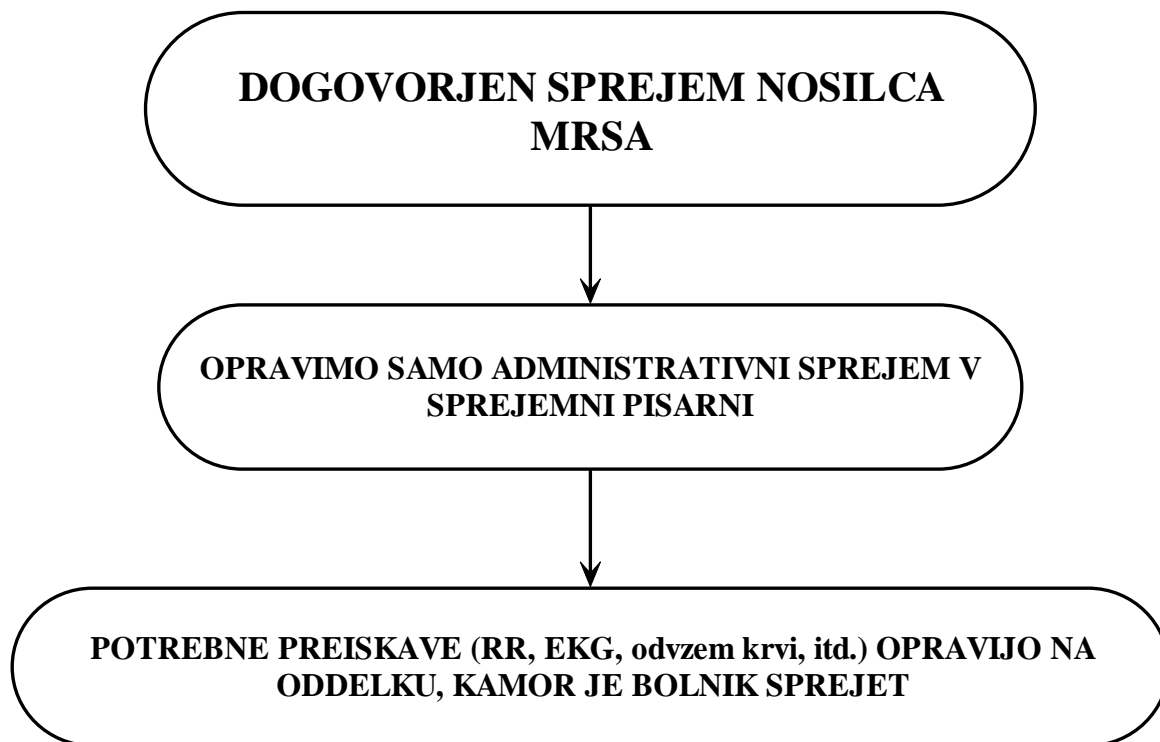 DOGOVORJEN SPREJEM NOSILCA
MRSA
OPRAVIMO SAMO ADMINISTRATIVNI SPREJEM V
SPREJEMNI PISARNI
POTREBNE PREISKAVE (RR, EKG, odvzem krvi, itd.) OPRAVIJO NA
ODDELKU, KAMOR JE BOLNIK SPREJET